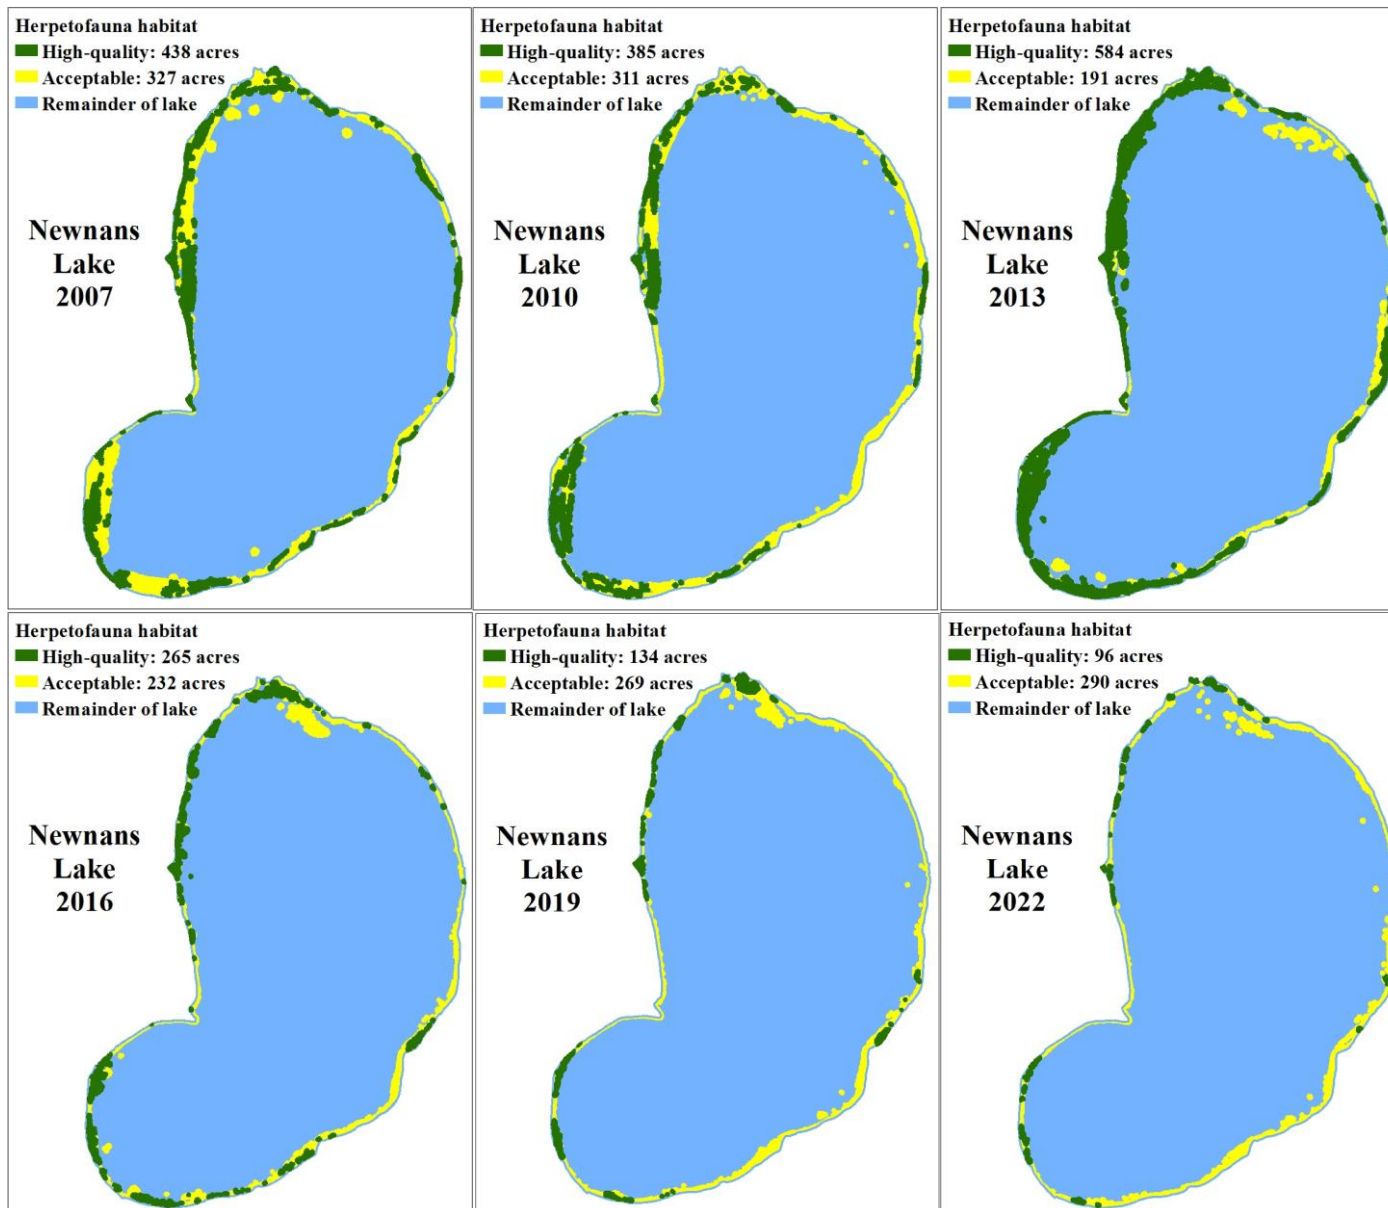 Herpetofauna habitat
High-quality: 438 acres
Acceptable: 327 acres
Remainder of lake
Newnans
Lake
2007
Herpetofauna habitat
High-quality: 385 acres
Acceptable: 311 acres
Remainder of lake
Newnans
Lake
2010
Herpetofauna habitat
High-quality: 584 acres
Acceptable: 191 acres
Remainder of lake
Newnans
Lake
2013
Herpetofauna habitat
High-quality: 265 acres
Acceptable: 232 acres
Remainder of lake
Newnans
Lake
2016
Herpetofauna habitat
High-quality: 134 acres
Acceptable: 269 acres
Remainder of lake
Newnans
Lake
2019
Herpetofauna habitat
High-quality: 96 acres
Acceptable: 290 acres
Remainder of lake
Newnans
Lake
2022